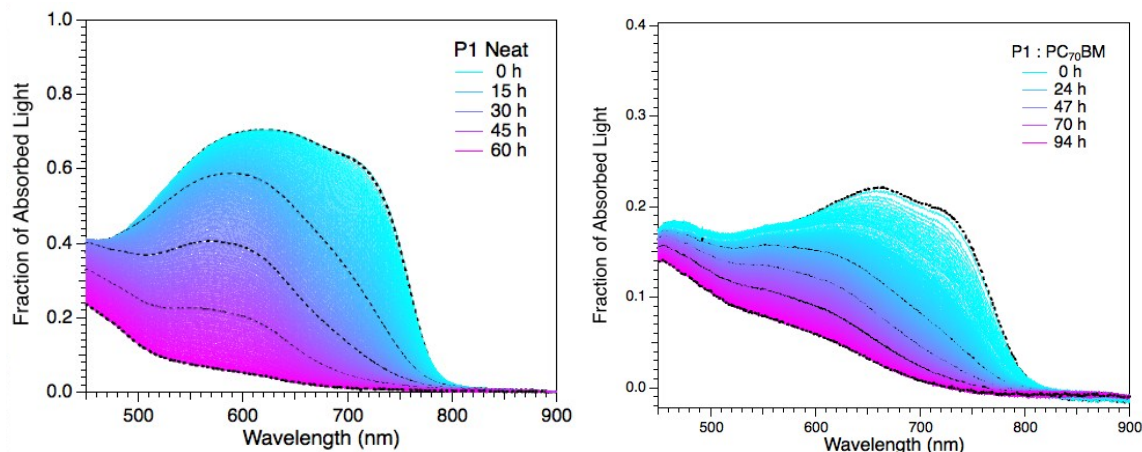 1.0
0.8
0.6
0.4
0.2
0.0
Fraction of Absorbed Light
P1 Neat
0 h
15 h
30 h
45 h
60 h
500
600
700
800
900
Wavelength (nm)
0.4
0.3
0.2
0.1
0.0
Fraction of Absorbed Light
P1 : PC₇₀BM
0 h
24 h
47 h
70 h
94 h
500
600
700
800
900
Wavelength (nm)